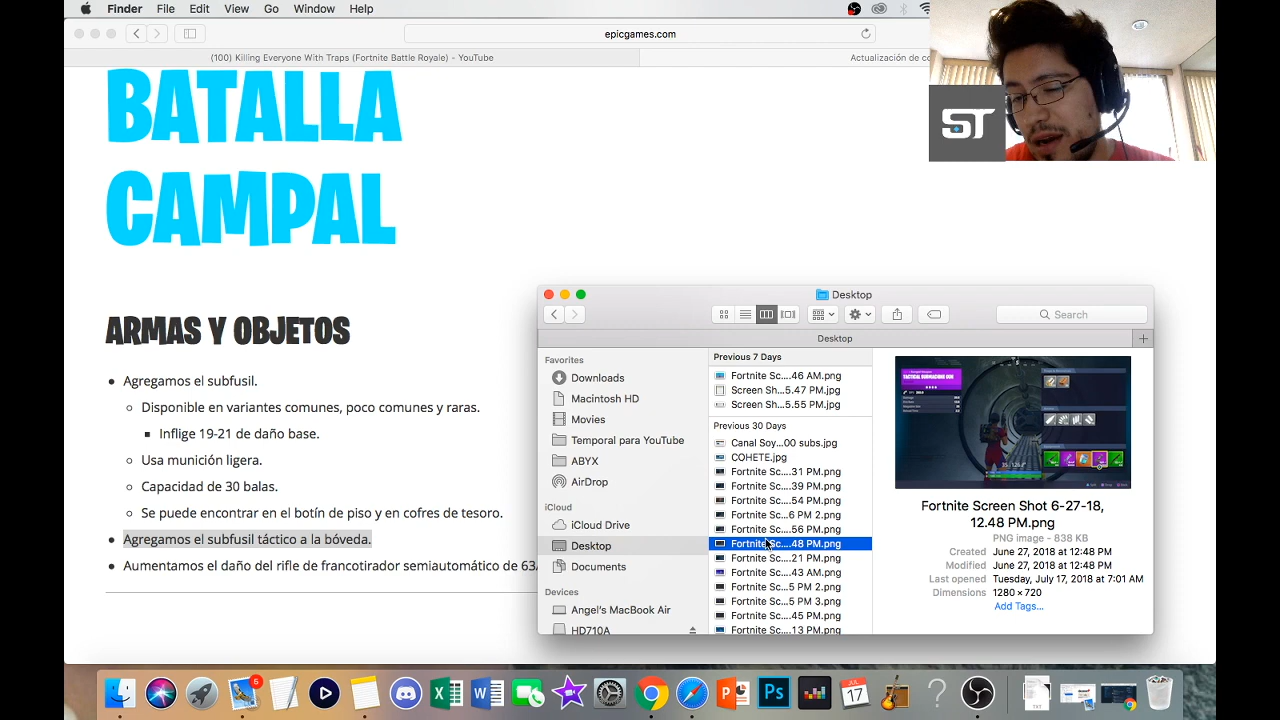 Finder File Edit View Go Window Help
epicgames.com
(100) Killing Everyone With Traps (Fortnite Battle Royale) - YouTube
Actualización de co
ST
BATALLA
CAMPAL
ARMAS Y OBJETOS
Agregamos el subfusil.
Disponible en variantes comunes, poco comunes y raras.
Inflige 19-21 de daño base.
Usa munición ligera.
Capacidad de 30 balas.
Se puede encontrar en el botín de piso y en cofres de tesoro.
Agregamos el subfusil táctico a la bóveda.
Aumentamos el daño del rifle de francotirador semiautomático de 63/
Desktop
Search
Desktop
Favorites
Downloads
Macintosh HD
Movies
Temporal para YouTube
ABYX
AirDrop
iCloud
iCloud Drive
Desktop
Documents
Devices
Angel's MacBook Air
HD710A
Previous 7 Days
Fortnite Sc....46 AM.png
Screen Sh...5.47 PM.jpg
Screen Sh...5.55 PM.jpg
Previous 30 Days
Canal Soy...00 subs.jpg
COHETE.jpg
Fortnite Sc....31 PM.png
Fortnite Sc....39 PM.png
Fortnite Sc....54 PM.png
Fortnite Sc...6 PM 2.png
Fortnite Sc....56 PM.png
Fortnite Sc....48 PM.png
Fortnite Sc....21 PM.png
Fortnite Sc....43 AM.png
Fortnite Sc...5 PM 2.png
Fortnite Sc...5 PM 3.png
Fortnite Sc....45 PM.png
Fortnite Sc....13 PM.png
TACTICAL SUBMACHINE GUN
Fortnite Screen Shot 6-27-18,
12.48 PM.png
PNG image - 838 KB
Created June 27, 2018 at 12:48 PM
Modified June 27, 2018 at 12:48 PM
Last opened Tuesday, July 17, 2018 at 7:01 AM
Dimensions 1280 × 720
Add Tags...
5
JUL
17
Ps
TXT